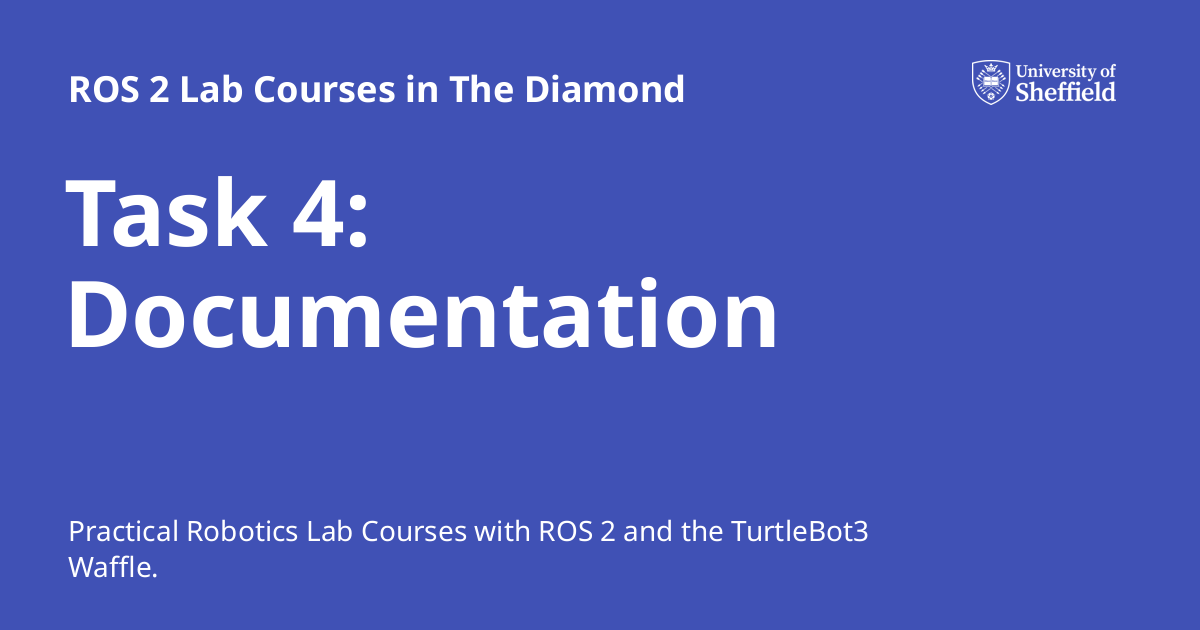 ROS 2 Lab Courses in The Diamond
University of
Sheffield
Task 4:
Documentation
Practical Robotics Lab Courses with ROS 2 and the TurtleBot3
Waffle.